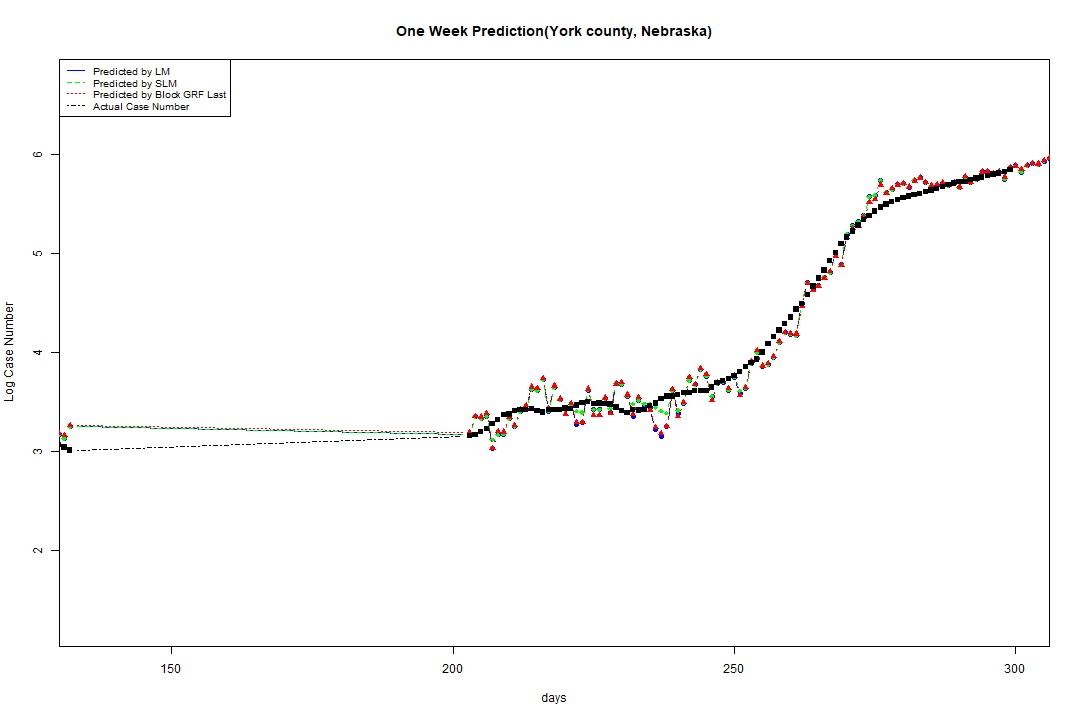 One Week Prediction(York county, Nebraska)
Predicted by LM
Predicted by SLM
Predicted by Block GRF Last
Actual Case Number
6
5
4
3
2
Log Case Number
150
200
250
300
days